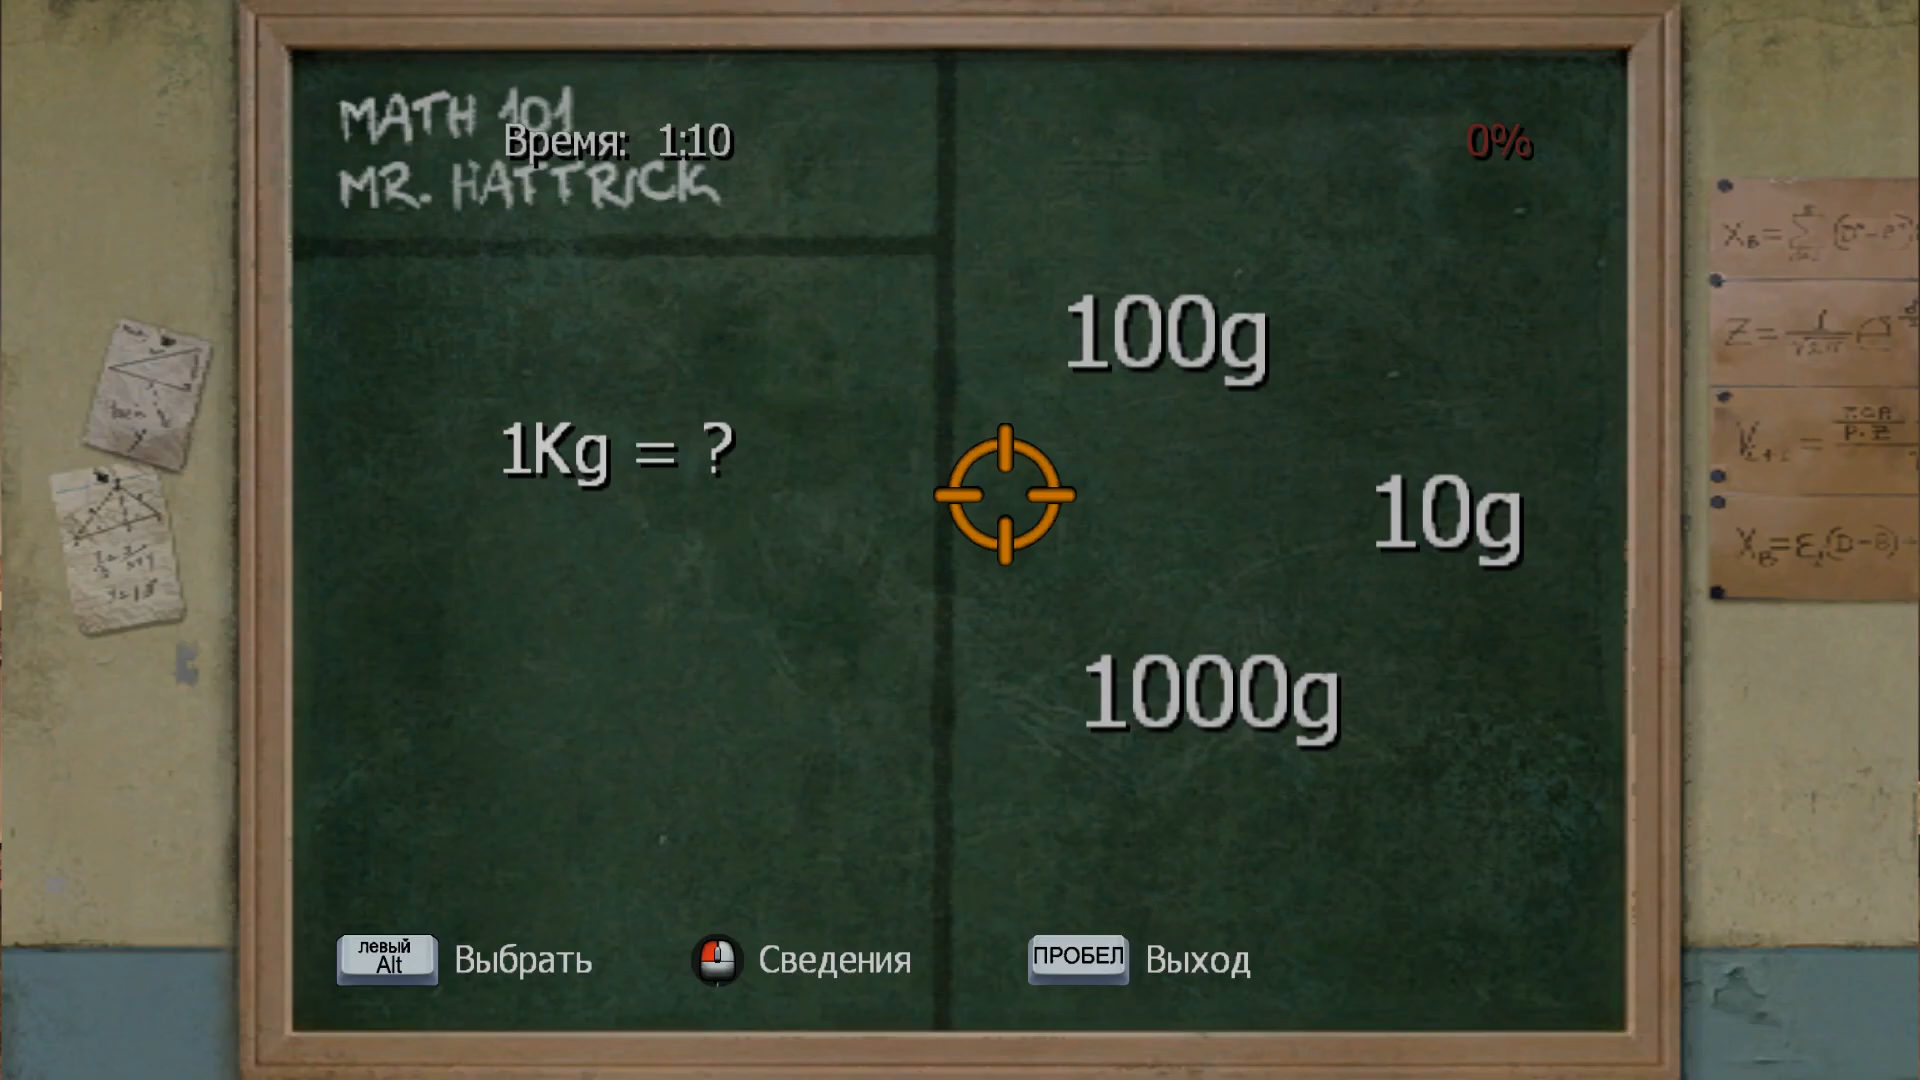 MATH 101
Время: 1:10
0%
MR. HATTRICK
1Kg = ?
100g
10g
1000g
левый Alt Выбрать
Сведения
ПРОБЕЛ Выход